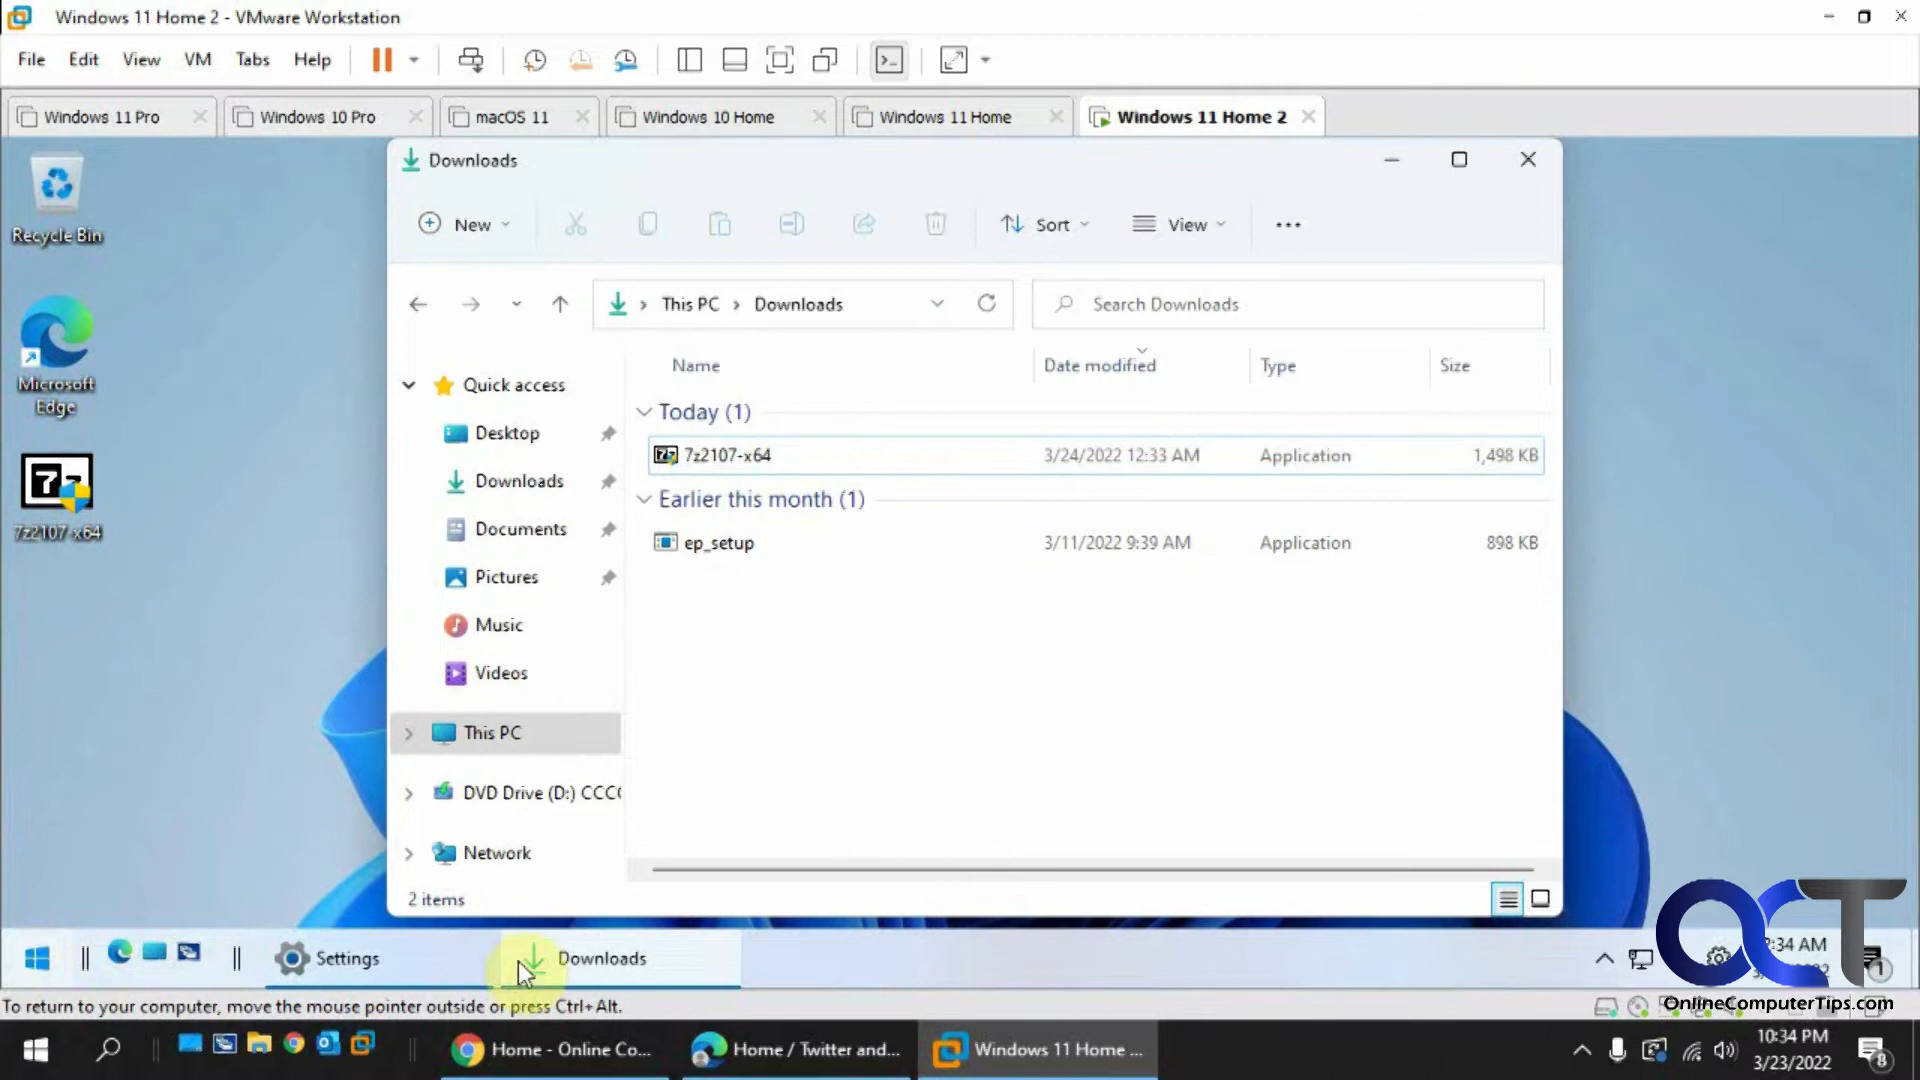 Windows 11 Home 2 - VMware Workstation
File Edit View VM Tabs Help
Windows 11 Pro Windows 10 Pro macOS 11 Windows 10 Home Windows 11 Home Windows 11 Home 2
Downloads
Recycle Bin
Microsoft
Edge
7z2107-x64
New Sort View
This PC Downloads Search Downloads
Name Date modified Type Size
Quick access
Desktop
Downloads
Documents
Pictures
Music
Videos
This PC
DVD Drive (D:) CCC
Network
Today (1)
7z2107-x64 3/24/2022 12:33 AM Application 1,498 KB
Earlier this month (1)
ep_setup 3/11/2022 9:39 AM Application 898 KB
2 items
Settings Downloads
:34 AM
1
OCT
OnlineComputerTips.com
To return to your computer, move the mouse pointer outside or press Ctrl+Alt.
Home - Online Co... Home / Twitter and... Windows 11 Home ...
10:34 PM
3/23/2022
8